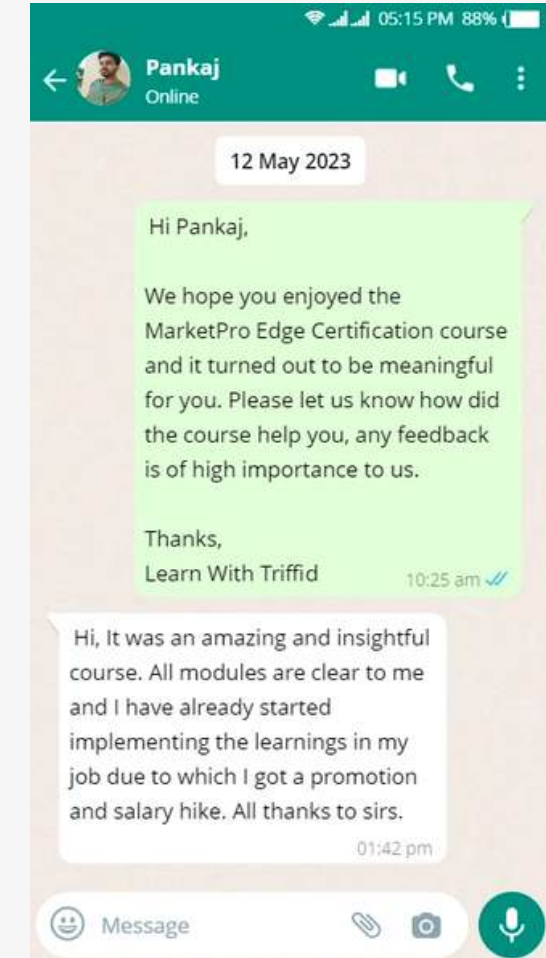 05:15 PM 88%
Pankaj
Online
12 May 2023
Hi Pankaj,
We hope you enjoyed the
MarketPro Edge Certification course
and it turned out to be meaningful
for you. Please let us know how did
the course help you, any feedback
is of high importance to us.
Thanks,
Learn With Triffid
10:25 am
Hi, It was an amazing and insightful
course. All modules are clear to me
and I have already started
implementing the learnings in my
job due to which I got a promotion
and salary hike. All thanks to sirs.
01:42 pm
Message